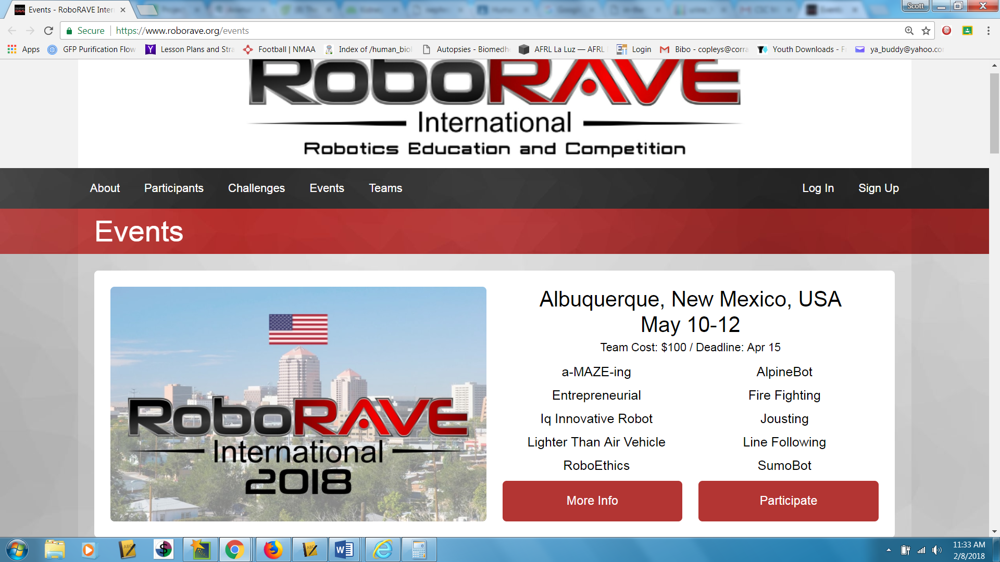 Events - RoboRAVE Inter
Scott
Secure
https://www.roborave.org/events
Apps
GFP Purification Flow
Lesson Plans and Stra
Football | NMAA
Index of /human_biol
Autopsies - Biomedhe
AFRL La Luz — AFRL
Login
Bibo - copleys@corra
Youth Downloads - F
ya_buddy@yahoo.co
RoboRAVE
International
Robotics Education and Competition
About
Participants
Challenges
Events
Teams
Log In
Sign Up
Events
RoboRAVE
International
2018
Albuquerque, New Mexico, USA
May 10-12
Team Cost: $100 / Deadline: Apr 15
a-MAZE-ing
AlpineBot
Entrepreneurial
Fire Fighting
Iq Innovative Robot
Jousting
Lighter Than Air Vehicle
Line Following
RoboEthics
SumoBot
More Info
Participate
11:33 AM
2/8/2018